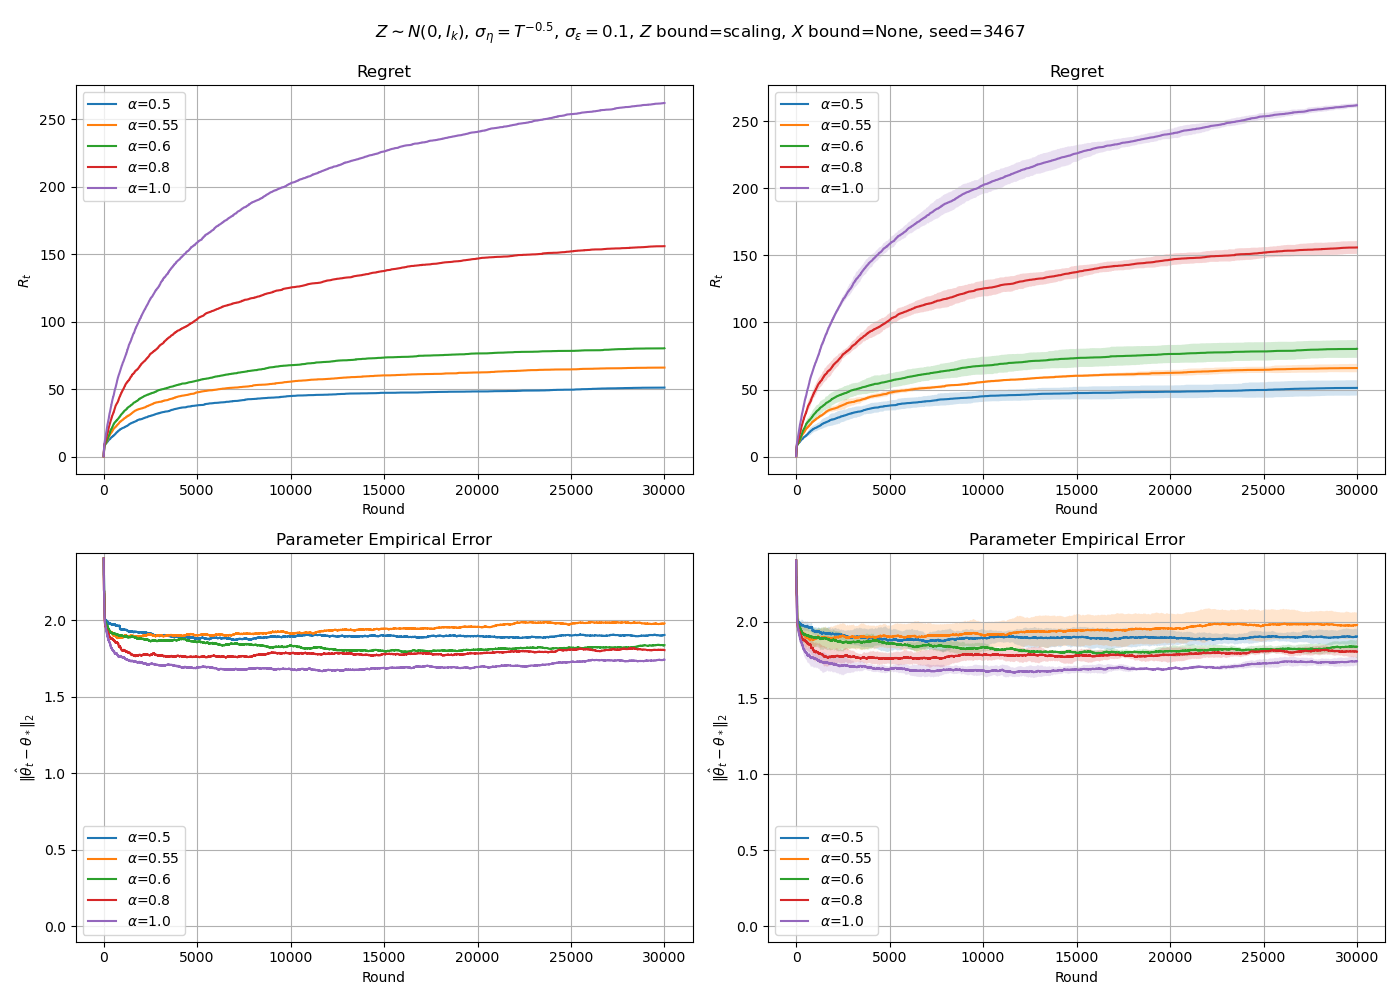 Z ∼ N(0, I_k), σ_η = T^{−0.5}, σ_ε = 0.1, Z bound=scaling, X bound=None, seed=3467
Regret
R_t
250
200
150
100
50
0
α=0.5
α=0.55
α=0.6
α=0.8
α=1.0
0 5000 10000 15000 20000 25000 30000
Round
Regret
R_t
250
200
150
100
50
0
α=0.5
α=0.55
α=0.6
α=0.8
α=1.0
0 5000 10000 15000 20000 25000 30000
Round
Parameter Empirical Error
‖θ̂_t − θ_*‖_2
2.0
1.5
1.0
0.5
0.0
α=0.5
α=0.55
α=0.6
α=0.8
α=1.0
0 5000 10000 15000 20000 25000 30000
Round
Parameter Empirical Error
‖θ̂_t − θ_*‖_2
2.0
1.5
1.0
0.5
0.0
α=0.5
α=0.55
α=0.6
α=0.8
α=1.0
0 5000 10000 15000 20000 25000 30000
Round